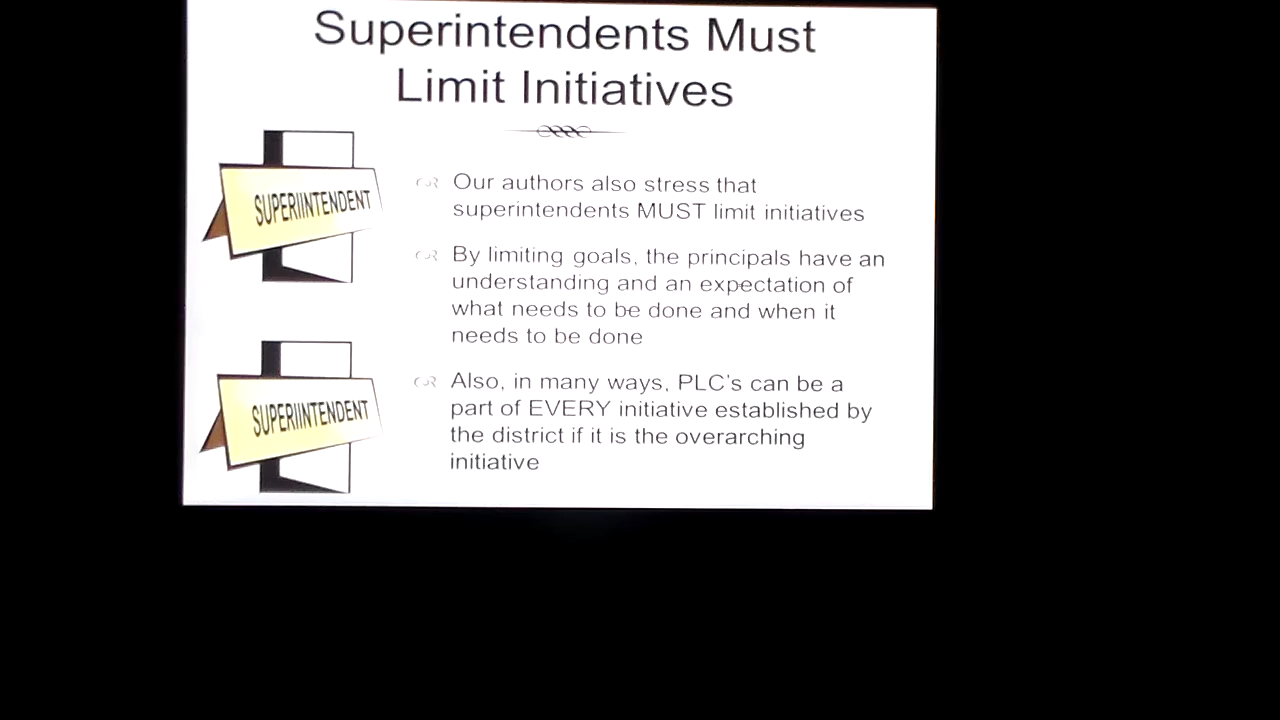 Superintendents Must
Limit Initiatives
SUPERIINTENDENT
Our authors also stress that
superintendents MUST limit initiatives
By limiting goals, the principals have an
understanding and an expectation of
what needs to be done and when it
needs to be done
SUPERIINTENDENT
Also, in many ways, PLC's can be a
part of EVERY initiative established by
the district if it is the overarching
initiative